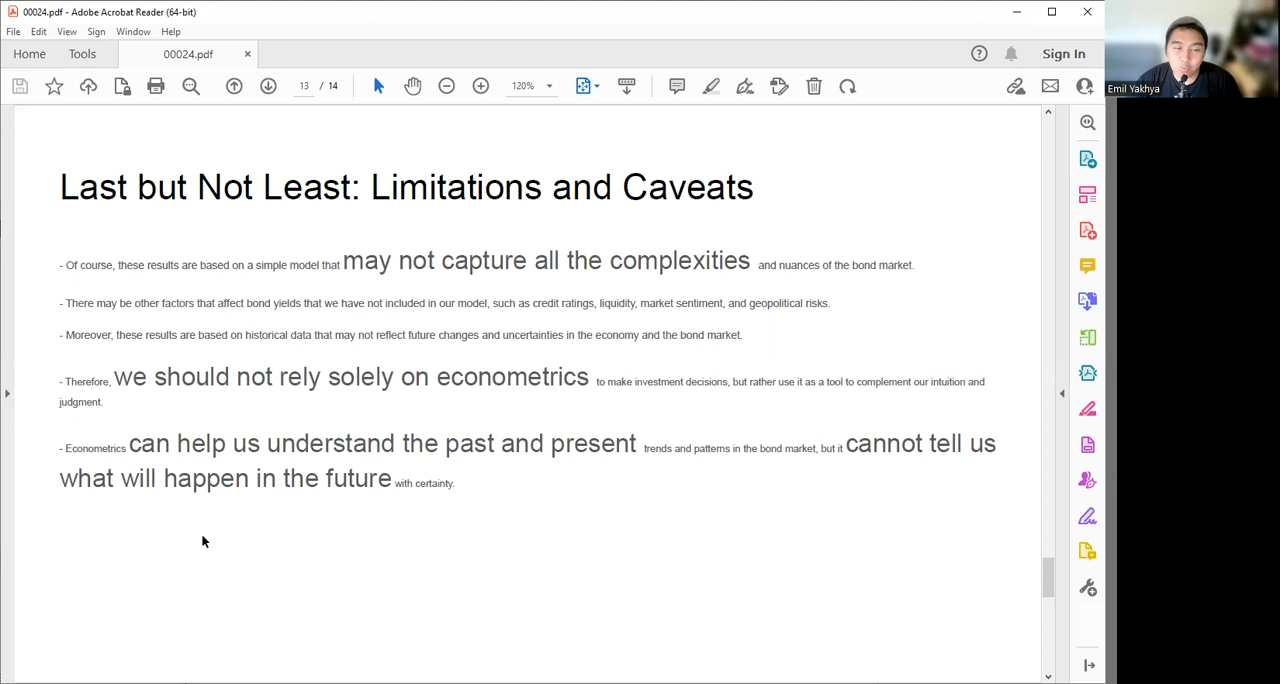 00024.pdf - Adobe Acrobat Reader (64-bit)
File Edit View Sign Window Help
Home Tools 00024.pdf × Sign In
13 / 14 120%
Emil Yakhya
Last but Not Least: Limitations and Caveats
- Of course, these results are based on a simple model that may not capture all the complexities and nuances of the bond market.
- There may be other factors that affect bond yields that we have not included in our model, such as credit ratings, liquidity, market sentiment, and geopolitical risks.
- Moreover, these results are based on historical data that may not reflect future changes and uncertainties in the economy and the bond market.
- Therefore, we should not rely solely on econometrics to make investment decisions, but rather use it as a tool to complement our intuition and
judgment.
- Econometrics can help us understand the past and present trends and patterns in the bond market, but it cannot tell us
what will happen in the future with certainty.